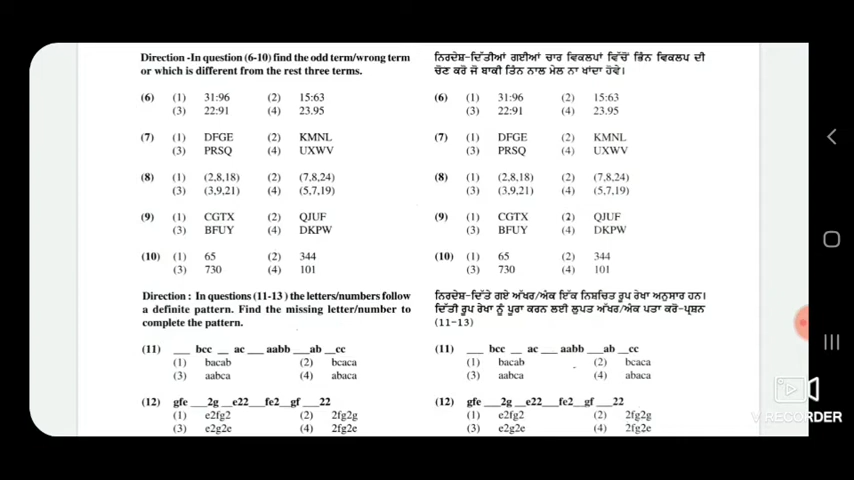 Direction -In question (6-10) find the odd term/wrong term
or which is different from the rest three terms.
(6) (1) 31:96 (2) 15:63
(3) 22:91 (4) 23.95
(7) (1) DFGE (2) KMNL
(3) PRSQ (4) UXWV
(8) (1) (2,8,18) (2) (7,8,24)
(3) (3,9,21) (4) (5,7,19)
(9) (1) CGTX (2) QJUF
(3) BFUY (4) DKPW
(10) (1) 65 (2) 344
(3) 730 (4) 101
Direction : In questions (11-13) the letters/numbers follow
a definite pattern. Find the missing letter/number to
complete the pattern.
(11) ___ bcc __ ac ___ aabb ___ab __cc
(1) bacab (2) bcaca
(3) aabca (4) abaca
(12) gfe ___2g __e22___fe2__gf ___22
(1) e2fg2 (2) 2fg2g
(3) e2g2e (4) 2fg2e
ਨਿਰਦੇਸ਼-ਦਿੱਤੀਆਂ ਗਈਆਂ ਚਾਰ ਵਿਕਲਪਾਂ ਵਿੱਚੋਂ ਭਿੰਨ ਵਿਕਲਪ ਦੀ
ਚੋਣ ਕਰੋ ਜੋ ਬਾਕੀ ਤਿੰਨ ਨਾਲ ਮੇਲ ਨਾ ਖਾਂਦਾ ਹੋਵੇ।
(6) (1) 31:96 (2) 15:63
(3) 22:91 (4) 23.95
(7) (1) DFGE (2) KMNL
(3) PRSQ (4) UXWV
(8) (1) (2,8,18) (2) (7,8,24)
(3) (3,9,21) (4) (5,7,19)
(9) (1) CGTX (2) QJUF
(3) BFUY (4) DKPW
(10) (1) 65 (2) 344
(3) 730 (4) 101
ਨਿਰਦੇਸ਼-ਦਿੱਤੇ ਗਏ ਅੱਖਰ/ਅੰਕ ਇੱਕ ਨਿਸ਼ਚਿਤ ਰੂਪ ਰੇਖਾ ਅਨੁਸਾਰ ਹਨ।
ਦਿੱਤੀ ਰੂਪ ਰੇਖਾ ਨੂੰ ਪੂਰਾ ਕਰਨ ਲਈ ਲੁਪਤ ਅੱਖਰ/ਅੰਕ ਪਤਾ ਕਰੋ-ਪ੍ਰਸ਼ਨ
(11-13)
(11) ___ bcc __ ac ___ aabb ___ab __cc
(1) bacab (2) bcaca
(3) aabca (4) abaca
(12) gfe ___2g __e22___fe2__gf ___22
(1) e2fg2 (2) 2fg2g
(3) e2g2e (4) 2fg2e
V RECORDER